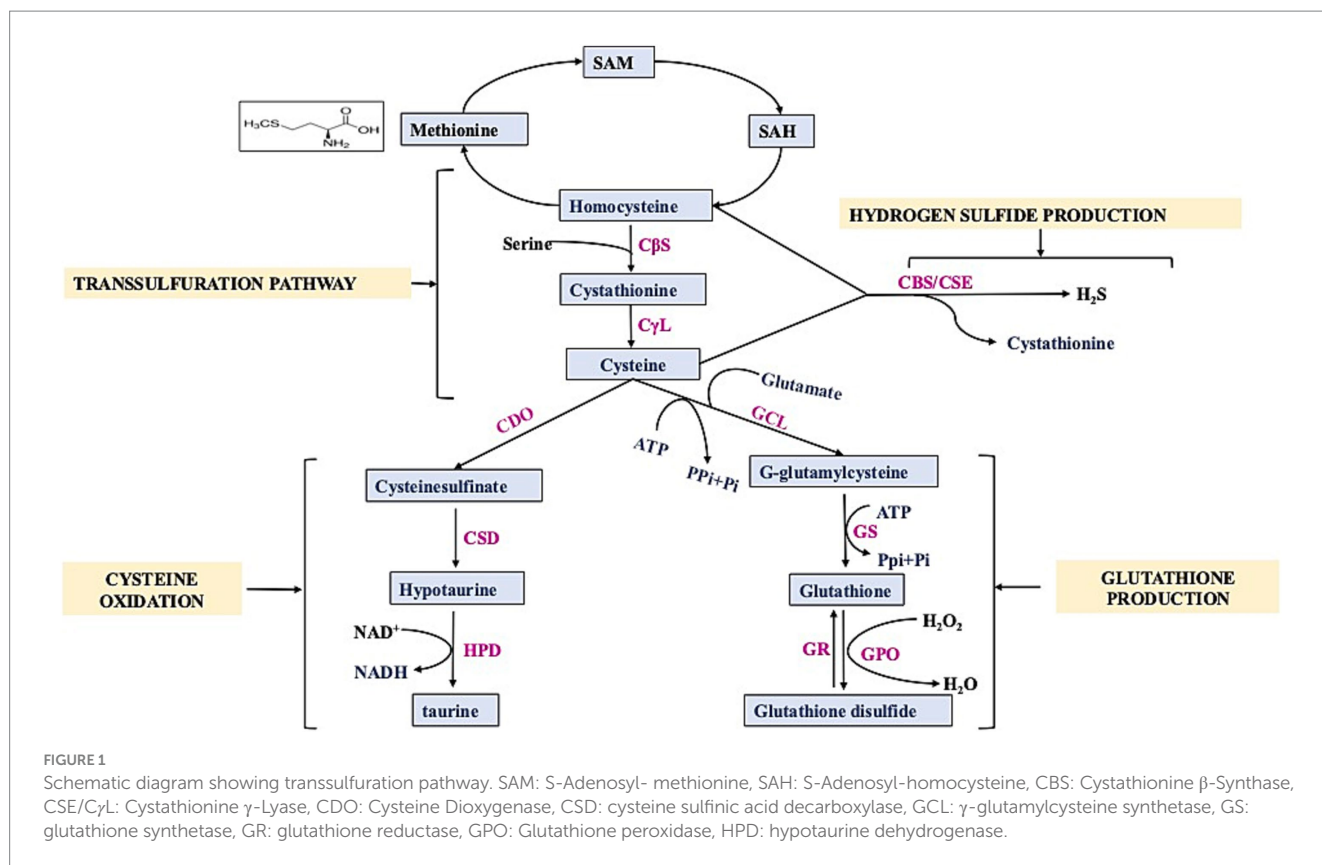 SAM
H₃CS
O
OH
NH₂
Methionine
SAH
Homocysteine
HYDROGEN SULFIDE PRODUCTION
Serine
CβS
TRANSSULFURATION PATHWAY
Cystathionine
CBS/CSE
H₂S
CγL
Cystathionine
Cysteine
Glutamate
CDO
GCL
ATP
PPi+Pi
Cysteinesulfinate
G-glutamylcysteine
CSD
ATP
GS
Ppi+Pi
CYSTEINE
OXIDATION
Hypotaurine
Glutathione
GLUTATHIONE
PRODUCTION
NAD⁺
HPD
NADH
H₂O₂
GR
GPO
H₂O
taurine
Glutathione disulfide
FIGURE 1
Schematic diagram showing transsulfuration pathway. SAM: S-Adenosyl- methionine, SAH: S-Adenosyl-homocysteine, CBS: Cystathionine β-Synthase,
CSE/CγL: Cystathionine γ-Lyase, CDO: Cysteine Dioxygenase, CSD: cysteine sulfinic acid decarboxylase, GCL: γ-glutamylcysteine synthetase, GS:
glutathione synthetase, GR: glutathione reductase, GPO: Glutathione peroxidase, HPD: hypotaurine dehydrogenase.